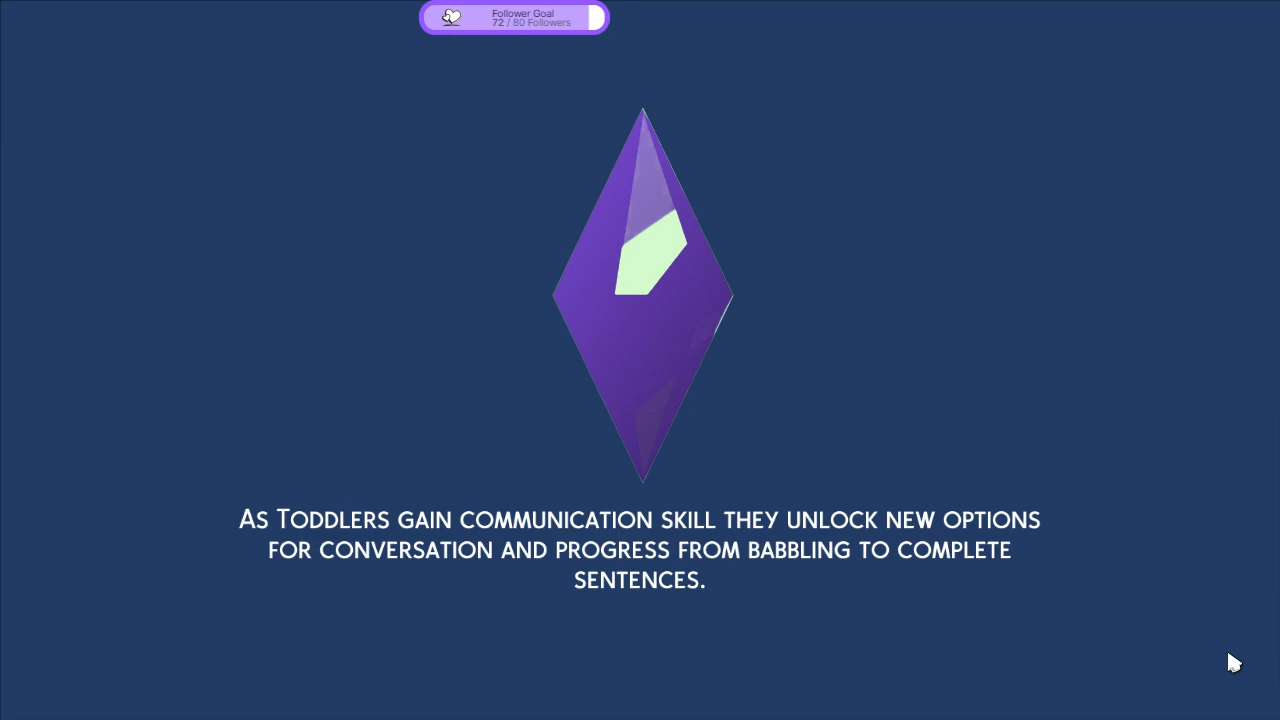 Follower Goal
72 / 80 Followers
As Toddlers gain communication skill they unlock new options
for conversation and progress from babbling to complete
sentences.